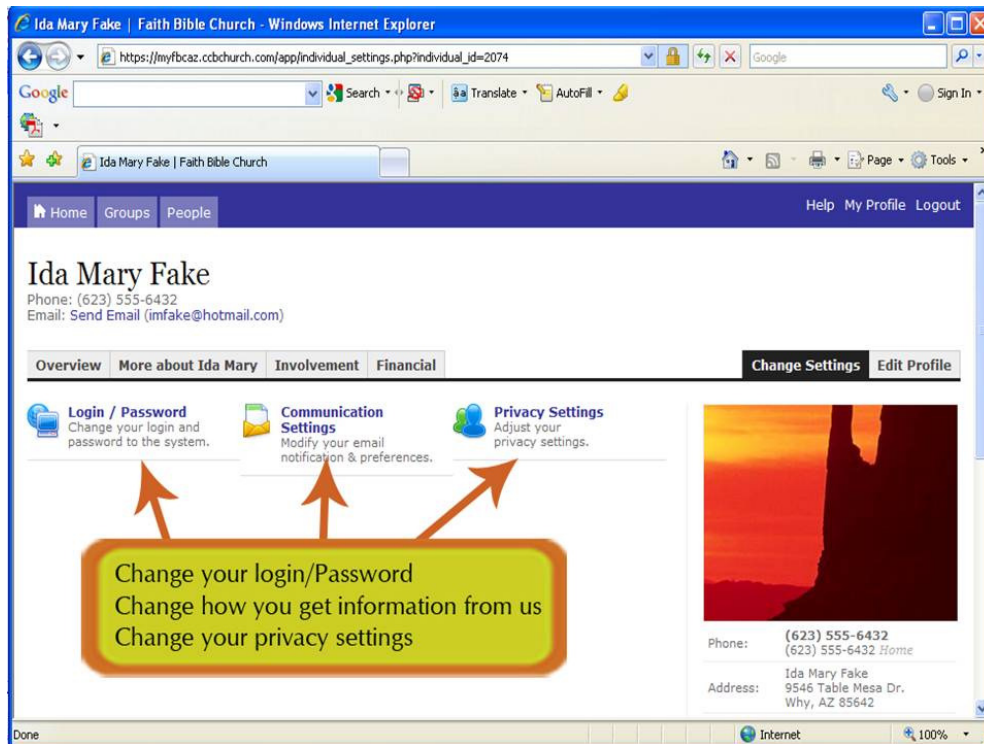 Ida Mary Fake | Faith Bible Church - Windows Internet Explorer
https://myfbcaz.ccbchurch.com/app/individual_settings.php?individual_id=2074
Google
Google
Search
Translate
AutoFill
Sign In
Ida Mary Fake | Faith Bible Church
Page
Tools
Home
Groups
People
Help My Profile Logout
Ida Mary Fake
Phone: (623) 555-6432
Email: Send Email (imfake@hotmail.com)
Overview
More about Ida Mary
Involvement
Financial
Change Settings
Edit Profile
Login / Password
Change your login and
password to the system.
Communication
Settings
Modify your email
notification & preferences.
Privacy Settings
Adjust your
privacy settings.
Change your login/Password
Change how you get information from us
Change your privacy settings
Phone: (623) 555-6432
(623) 555-6432 Home
Address: Ida Mary Fake
9546 Table Mesa Dr.
Why, AZ 85642
Done
Internet
100%